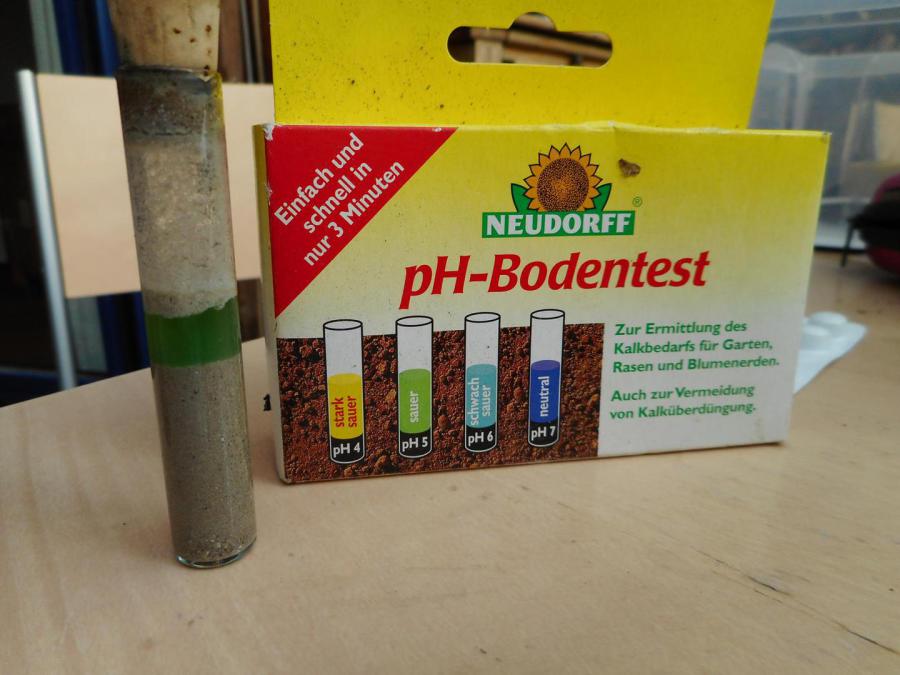 Einfach und
schnell in
nur 3 Minuten
NEUDORFF®
pH-Bodentest
stark
sauer
pH 4
sauer
pH 5
schwach
sauer
pH 6
neutral
pH 7
Zur Ermittlung des
Kalkbedarfs für Garten,
Rasen und Blumenerden.
Auch zur Vermeidung
von Kalküberdüngung.